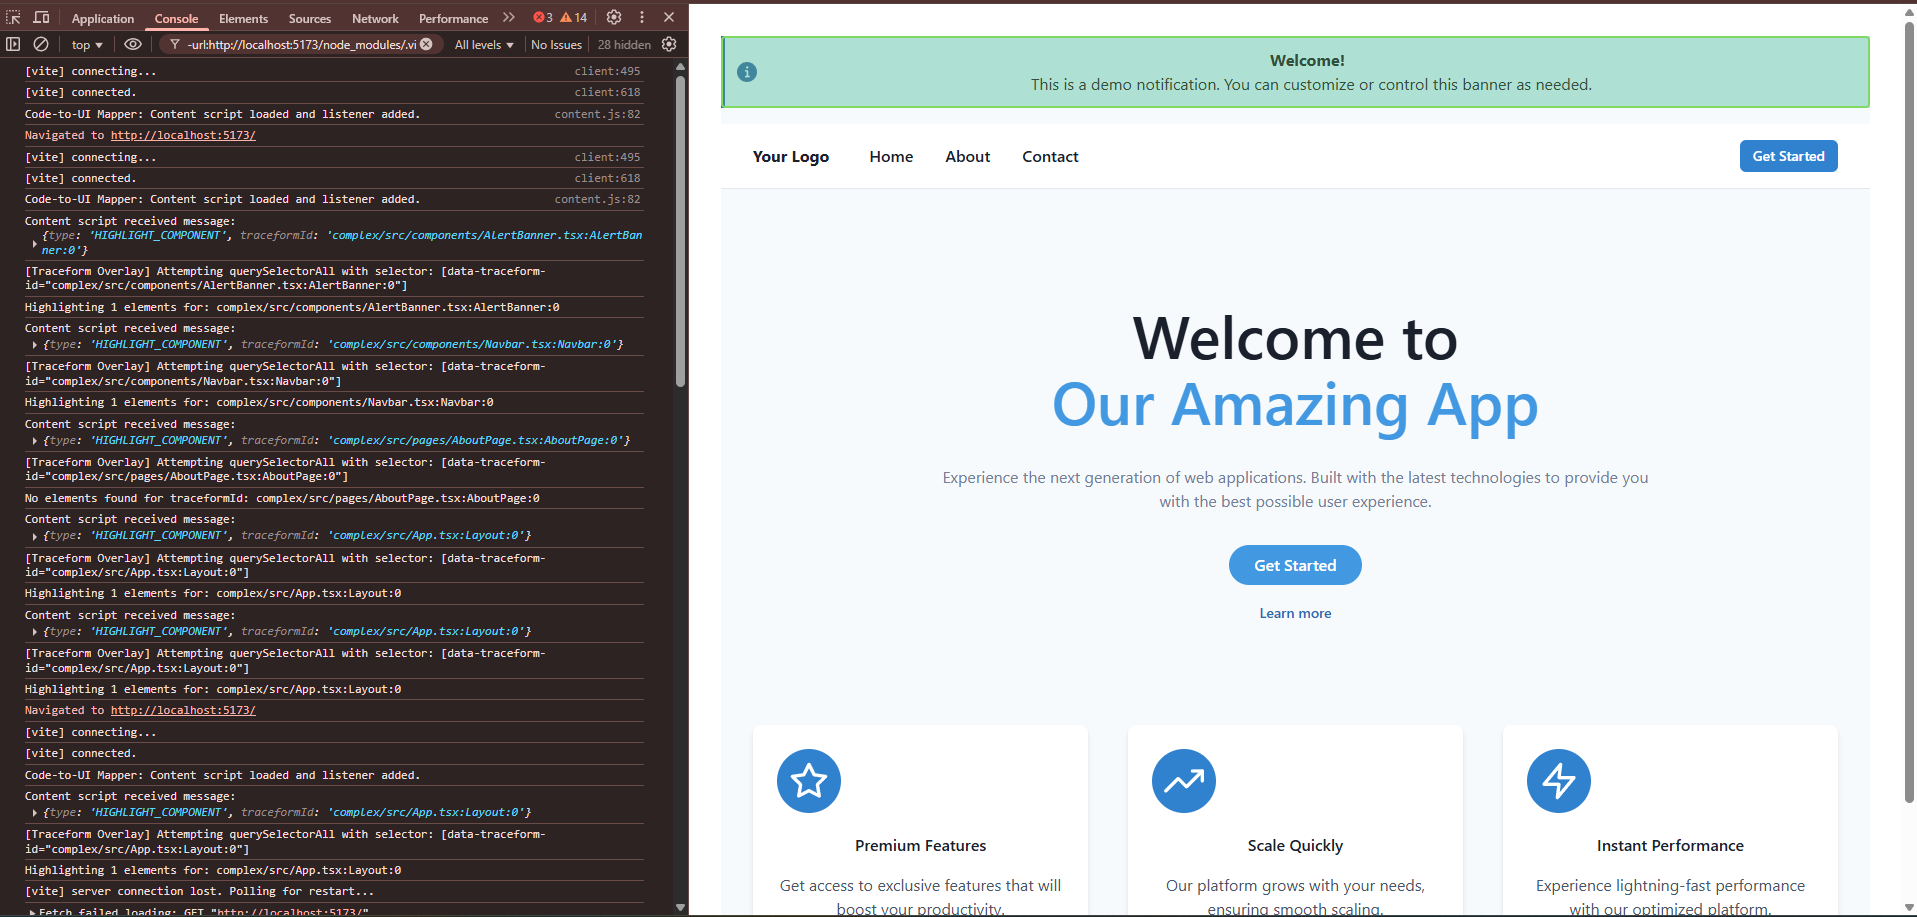 Application Console Elements Sources Network Performance 3 14
top -url:http://localhost:5173/node_modules/.vi All levels No Issues 28 hidden
[vite] connecting... client:495
[vite] connected. client:618
Code-to-UI Mapper: Content script loaded and listener added. content.js:82
Navigated to http://localhost:5173/
[vite] connecting... client:495
[vite] connected. client:618
Code-to-UI Mapper: Content script loaded and listener added. content.js:82
Content script received message:
{type: 'HIGHLIGHT_COMPONENT', traceformId: 'complex/src/components/AlertBanner.tsx:AlertBan
ner:0'}
[Traceform Overlay] Attempting querySelectorAll with selector: [data-traceform-
id="complex/src/components/AlertBanner.tsx:AlertBanner:0"]
Highlighting 1 elements for: complex/src/components/AlertBanner.tsx:AlertBanner:0
Content script received message:
{type: 'HIGHLIGHT_COMPONENT', traceformId: 'complex/src/components/Navbar.tsx:Navbar:0'}
[Traceform Overlay] Attempting querySelectorAll with selector: [data-traceform-
id="complex/src/components/Navbar.tsx:Navbar:0"]
Highlighting 1 elements for: complex/src/components/Navbar.tsx:Navbar:0
Content script received message:
{type: 'HIGHLIGHT_COMPONENT', traceformId: 'complex/src/pages/AboutPage.tsx:AboutPage:0'}
[Traceform Overlay] Attempting querySelectorAll with selector: [data-traceform-
id="complex/src/pages/AboutPage.tsx:AboutPage:0"]
No elements found for traceformId: complex/src/pages/AboutPage.tsx:AboutPage:0
Content script received message:
{type: 'HIGHLIGHT_COMPONENT', traceformId: 'complex/src/App.tsx:Layout:0'}
[Traceform Overlay] Attempting querySelectorAll with selector: [data-traceform-
id="complex/src/App.tsx:Layout:0"]
Highlighting 1 elements for: complex/src/App.tsx:Layout:0
Content script received message:
{type: 'HIGHLIGHT_COMPONENT', traceformId: 'complex/src/App.tsx:Layout:0'}
[Traceform Overlay] Attempting querySelectorAll with selector: [data-traceform-
id="complex/src/App.tsx:Layout:0"]
Highlighting 1 elements for: complex/src/App.tsx:Layout:0
Navigated to http://localhost:5173/
[vite] connecting...
[vite] connected.
Code-to-UI Mapper: Content script loaded and listener added.
Content script received message:
{type: 'HIGHLIGHT_COMPONENT', traceformId: 'complex/src/App.tsx:Layout:0'}
[Traceform Overlay] Attempting querySelectorAll with selector: [data-traceform-
id="complex/src/App.tsx:Layout:0"]
Highlighting 1 elements for: complex/src/App.tsx:Layout:0
[vite] server connection lost. Polling for restart...
Fetch failed loading: GET "http://localhost:5173/"
Welcome!
This is a demo notification. You can customize or control this banner as needed.
Your Logo Home About Contact Get Started
Welcome to
Our Amazing App
Experience the next generation of web applications. Built with the latest technologies to provide you
with the best possible user experience.
Get Started
Learn more
Premium Features
Get access to exclusive features that will
boost your productivity.
Scale Quickly
Our platform grows with your needs,
ensuring smooth scaling.
Instant Performance
Experience lightning-fast performance
with our optimized platform.